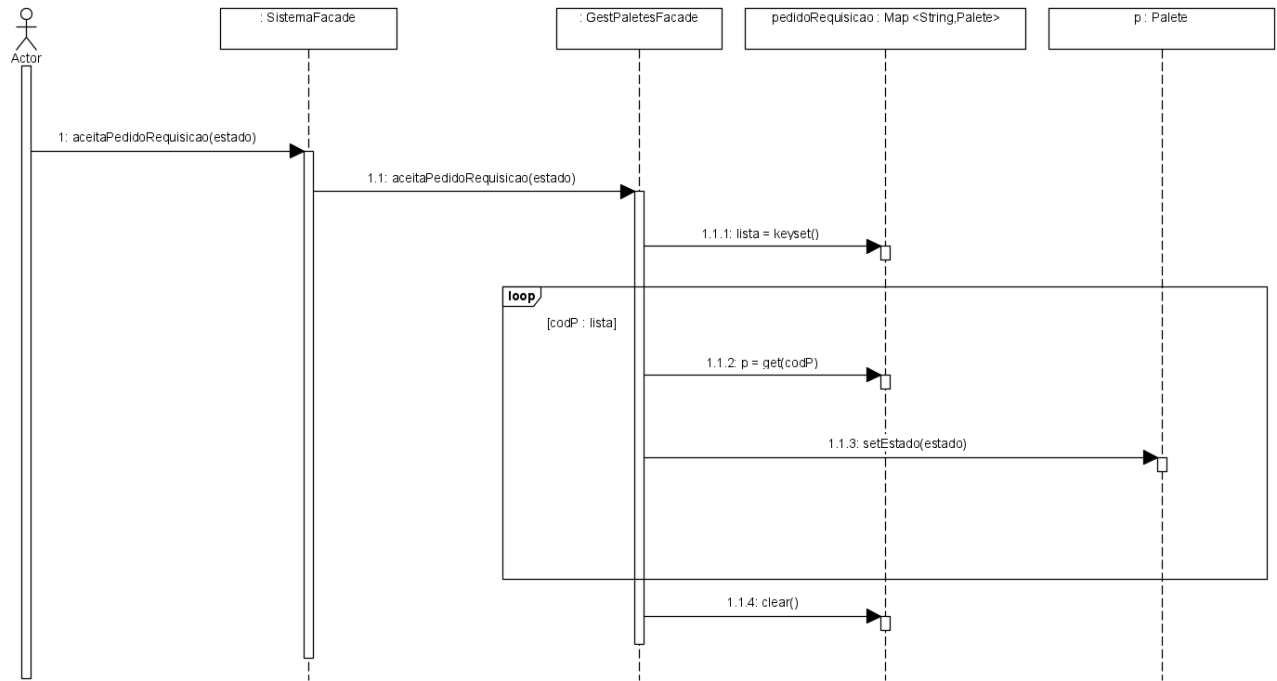 : SistemaFacade
: GestPaletesFacade
pedidoRequisicao : Map <String,Palete>
p : Palete
Actor
1: aceitaPedidoRequisicao(estado)
1.1: aceitaPedidoRequisicao(estado)
1.1.1: lista = keyset()
loop
[codP : lista]
1.1.2: p = get(codP)
1.1.3: setEstado(estado)
1.1.4: clear()